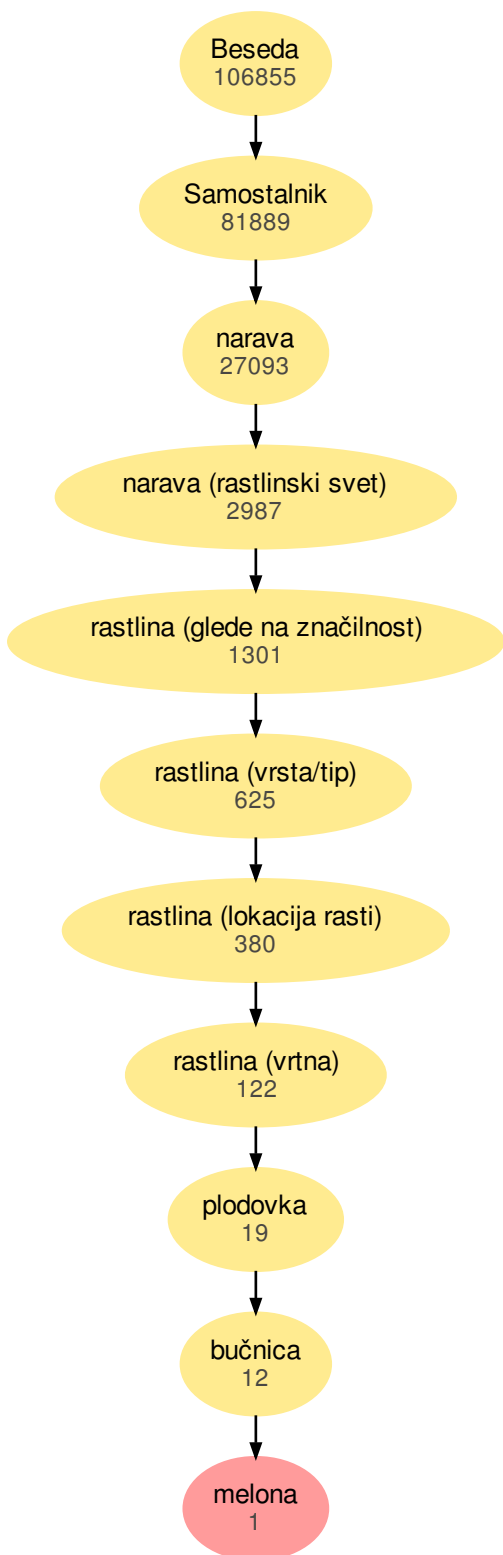 Beseda
106855
Samostalnik
81889
narava
27093
narava (rastlinski svet)
2987
rastlina (glede na značilnost)
1301
rastlina (vrsta/tip)
625
rastlina (lokacija rasti)
380
rastlina (vrtna)
122
plodovka
19
bučnica
12
melona
1